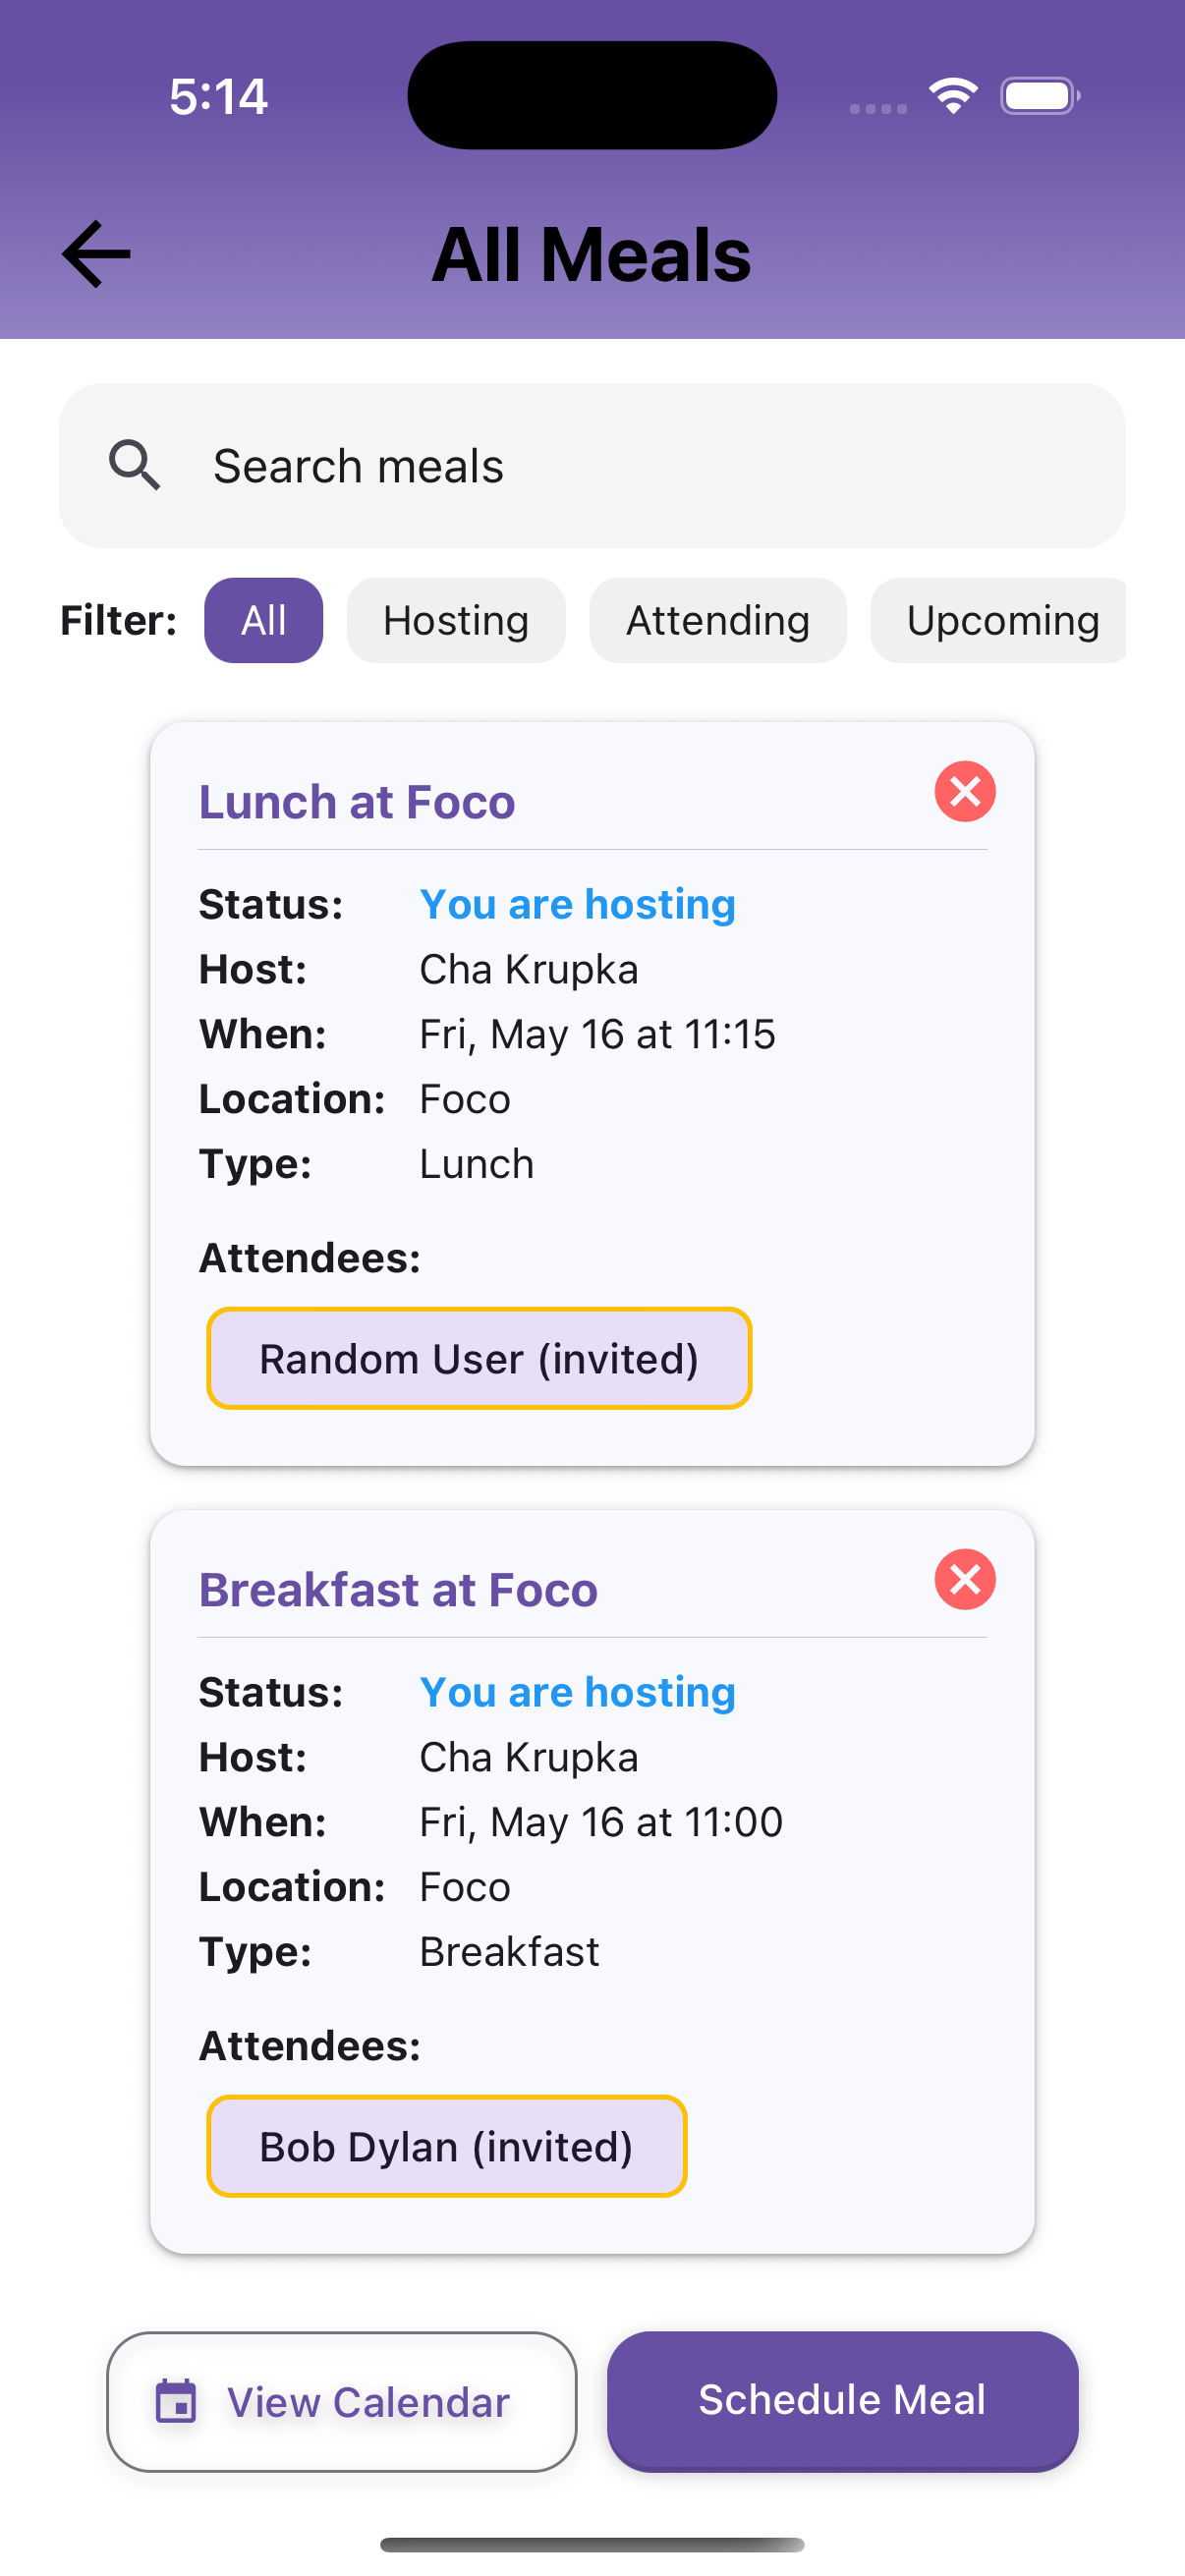 5:14
All Meals
Search meals
Filter: All Hosting Attending Upcoming
Lunch at Foco
Status: You are hosting
Host: Cha Krupka
When: Fri, May 16 at 11:15
Location: Foco
Type: Lunch
Attendees:
Random User (invited)
Breakfast at Foco
Status: You are hosting
Host: Cha Krupka
When: Fri, May 16 at 11:00
Location: Foco
Type: Breakfast
Attendees:
Bob Dylan (invited)
View Calendar Schedule Meal